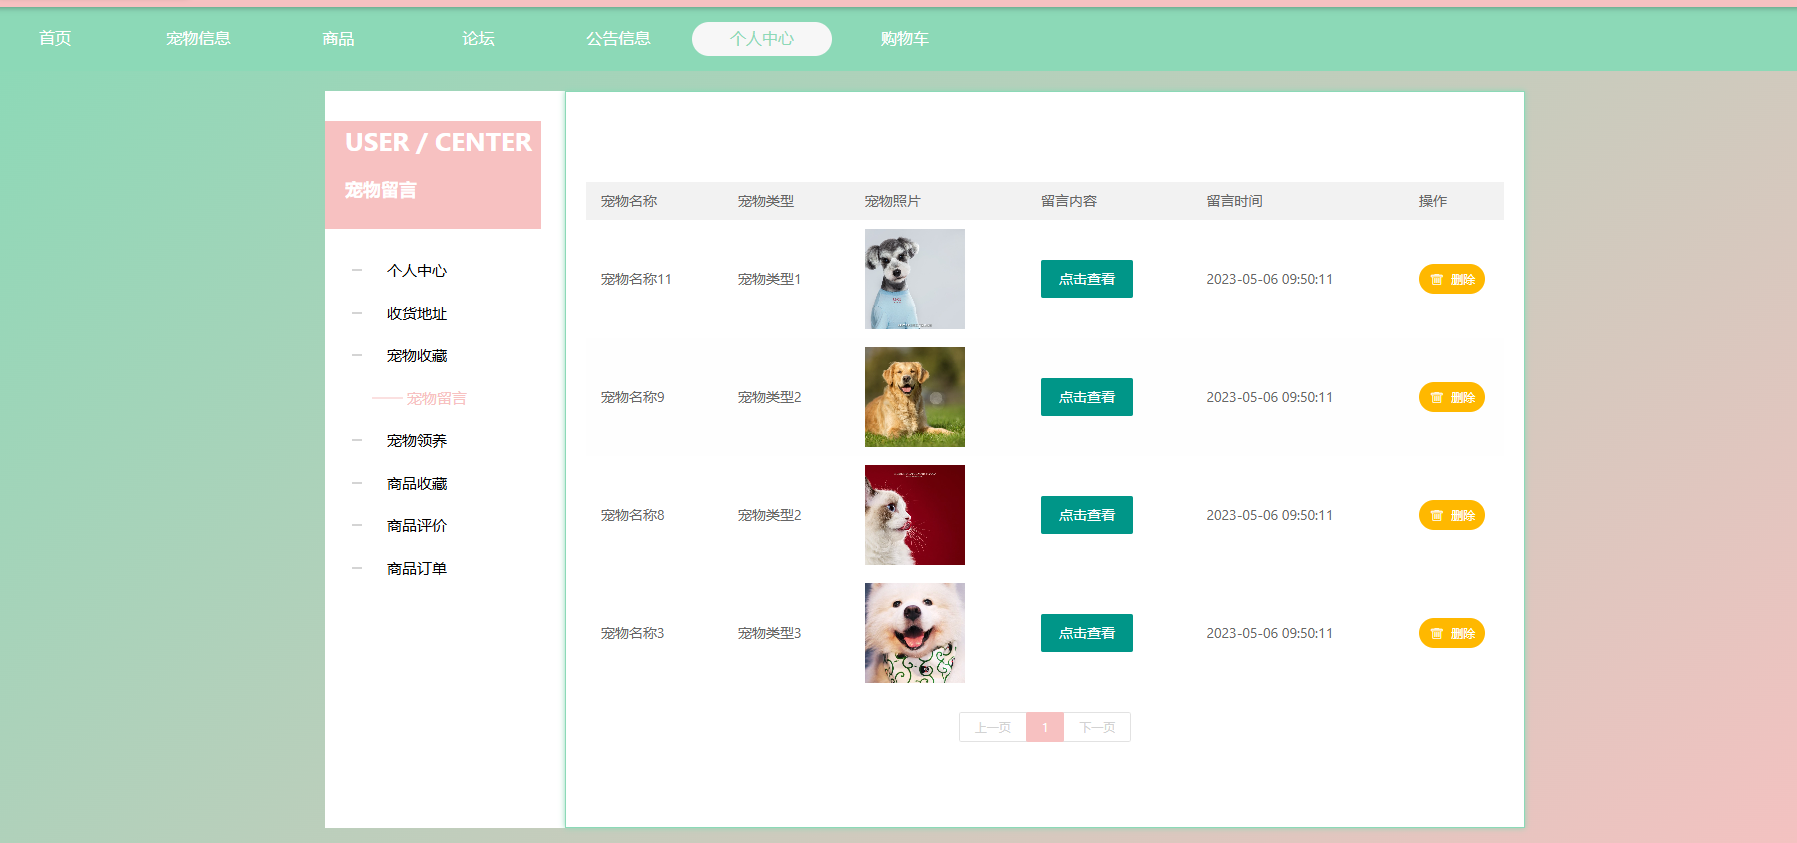 首页 宠物信息 商品 论坛 公告信息 个人中心 购物车
USER / CENTER
宠物留言
个人中心
收货地址
宠物收藏
宠物留言
宠物领养
商品收藏
商品评价
商品订单
宠物名称 宠物类型 宠物照片 留言内容 留言时间 操作
宠物名称11 宠物类型1 点击查看 2023-05-06 09:50:11 删除
宠物名称9 宠物类型2 点击查看 2023-05-06 09:50:11 删除
宠物名称8 宠物类型2 点击查看 2023-05-06 09:50:11 删除
宠物名称3 宠物类型3 点击查看 2023-05-06 09:50:11 删除
上一页 1 下一页